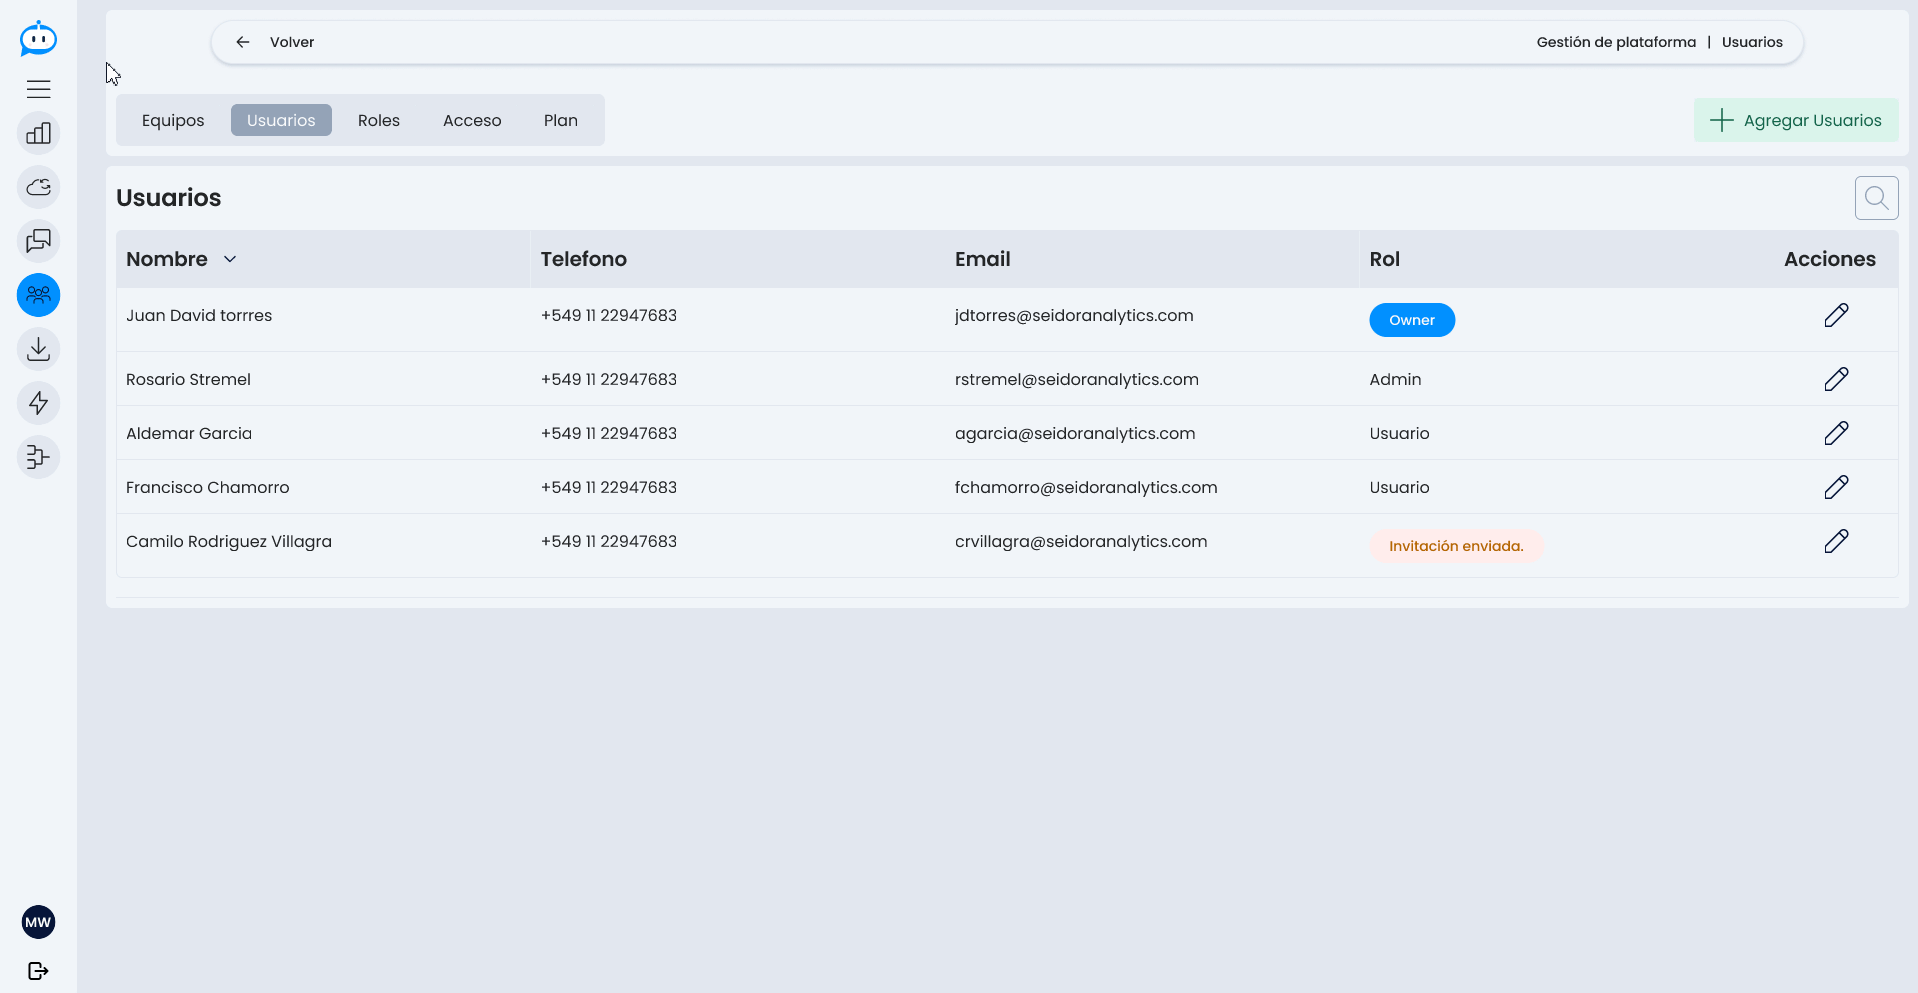 Volver
Gestión de plataforma | Usuarios
Equipos Usuarios Roles Acceso Plan
Agregar Usuarios
Usuarios
Nombre Telefono Email Rol Acciones
Juan David torrres +549 11 22947683 jdtorres@seidoranalytics.com Owner
Rosario Stremel +549 11 22947683 rstremel@seidoranalytics.com Admin
Aldemar Garcia +549 11 22947683 agarcia@seidoranalytics.com Usuario
Francisco Chamorro +549 11 22947683 fchamorro@seidoranalytics.com Usuario
Camilo Rodriguez Villagra +549 11 22947683 crvillagra@seidoranalytics.com Invitación enviada.
MW